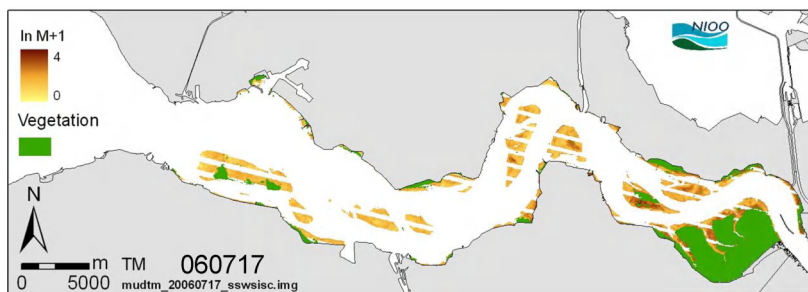 ln M+1
4
0
Vegetation
NIOO
N
0 5000 m
TM 060717
mudtm_20060717_sswsisc.img